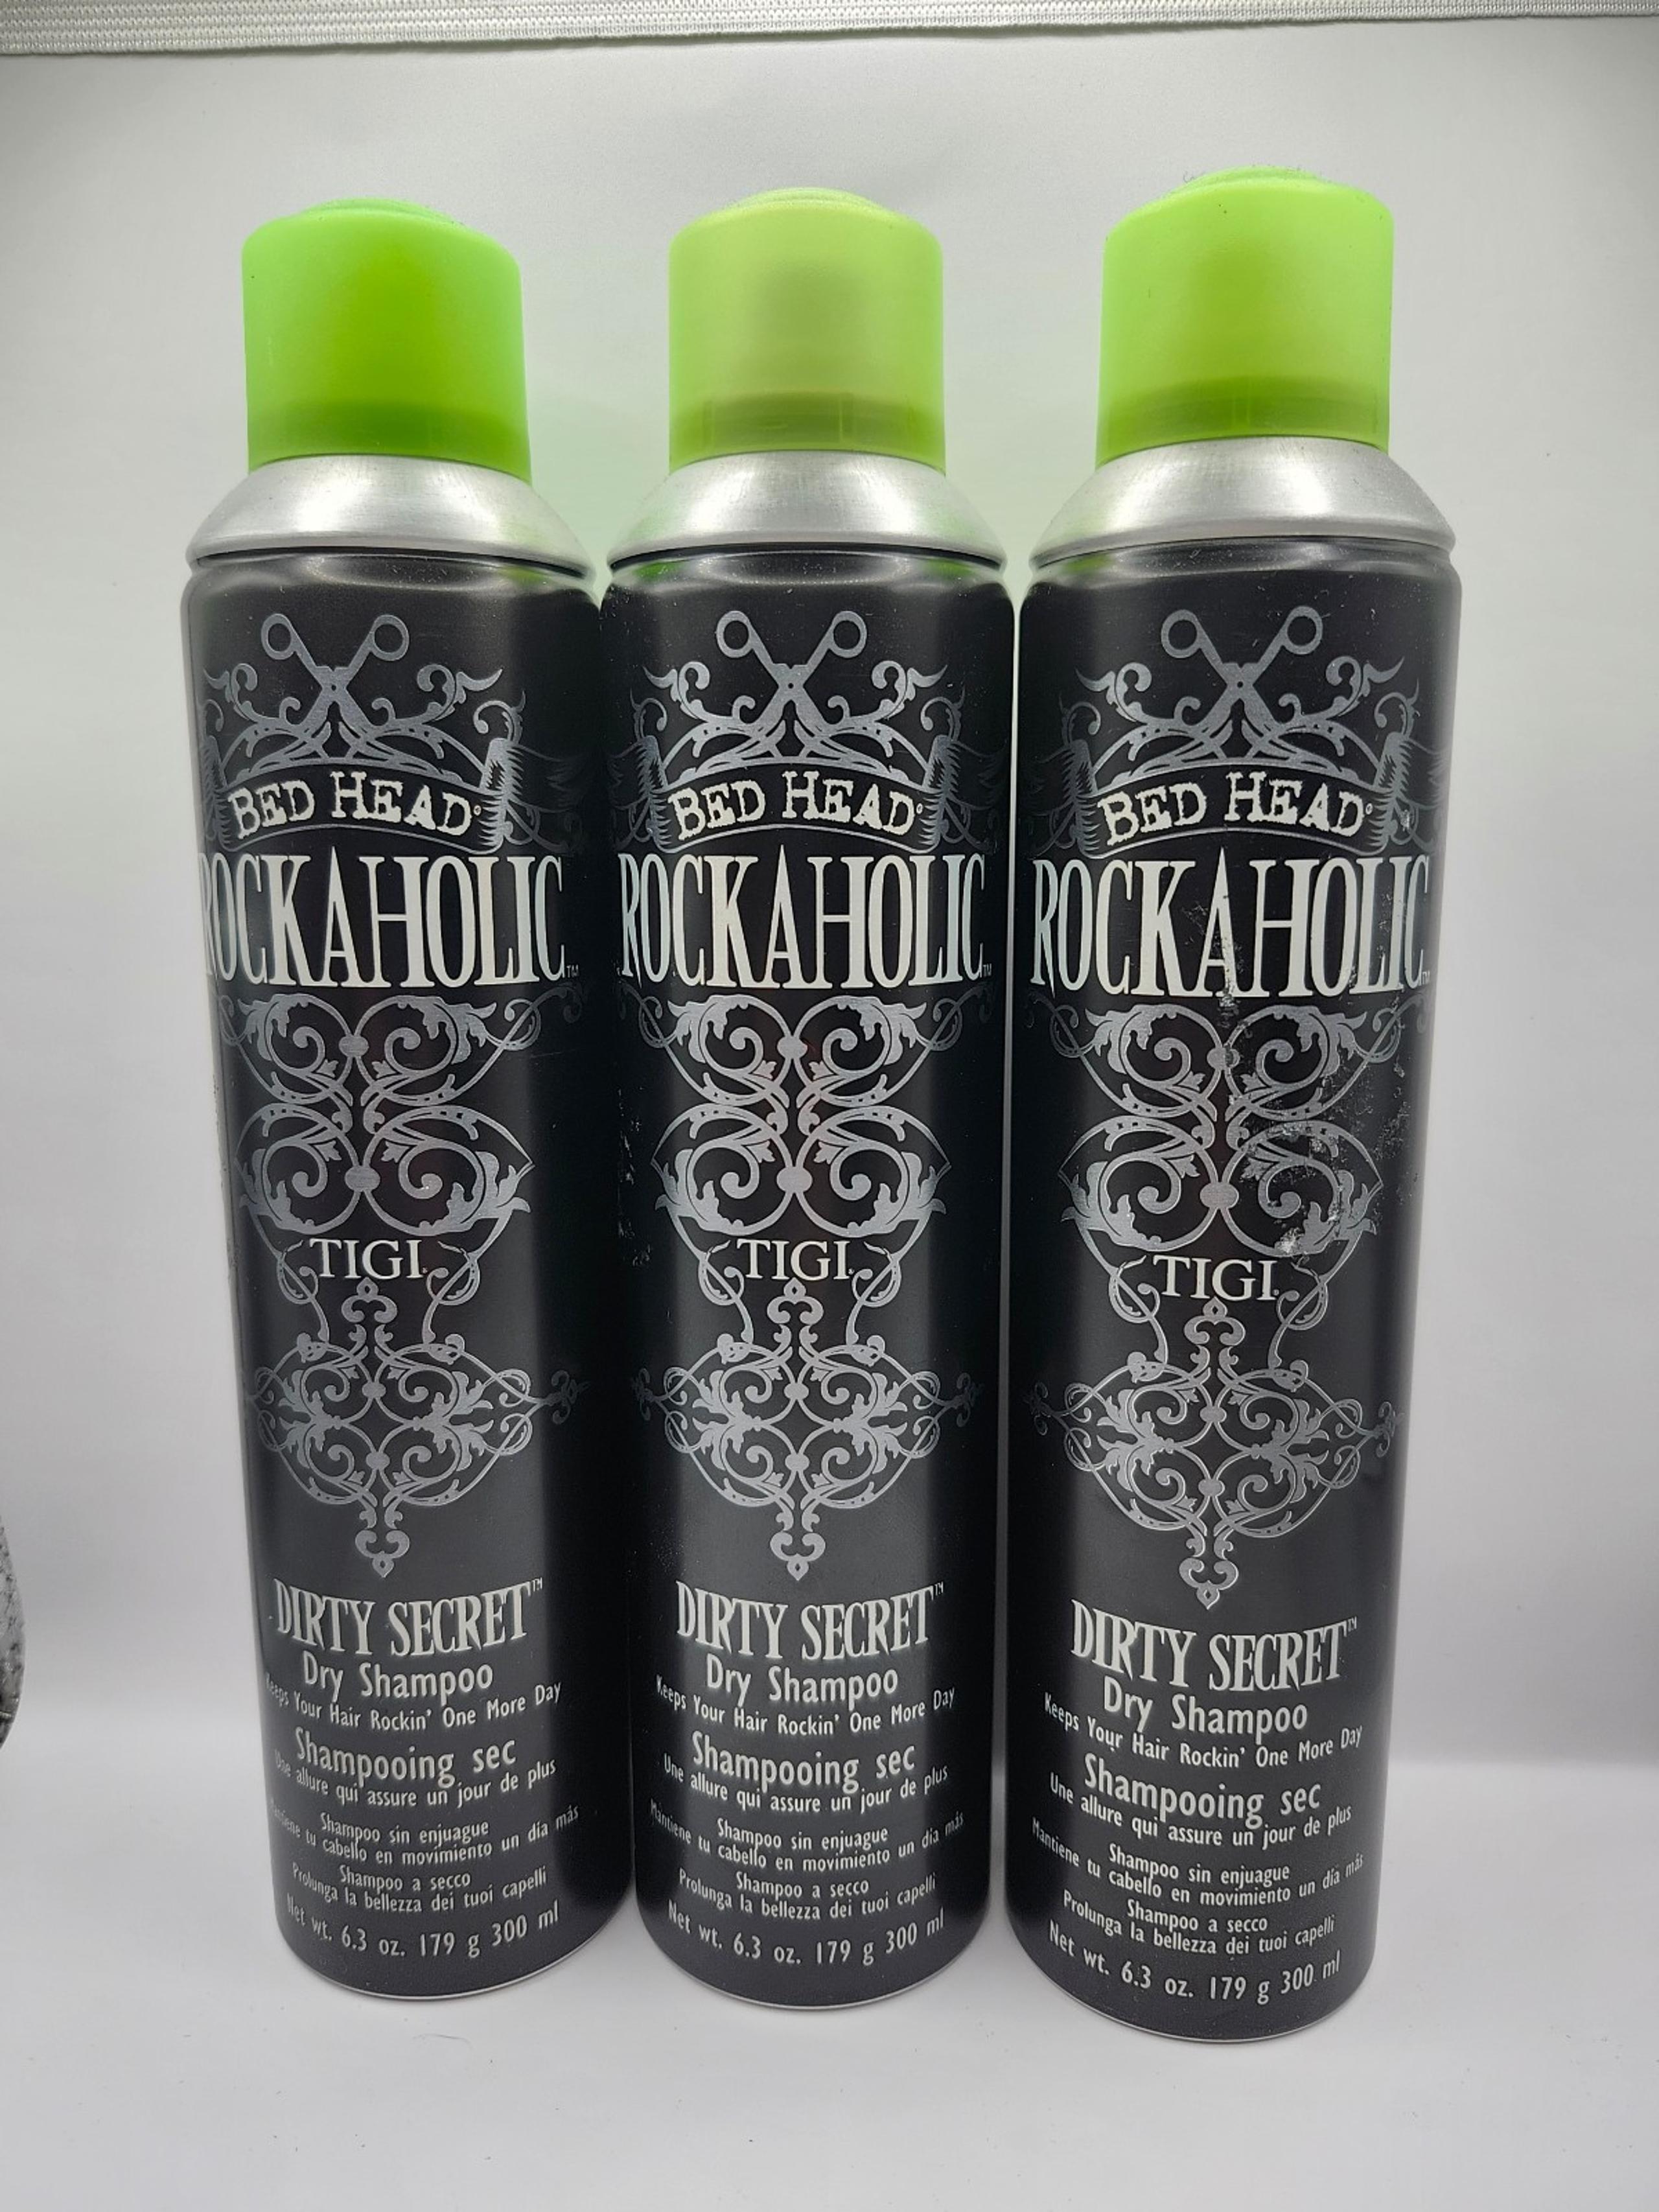 BED HEAD®
ROCKAHOLIC™
TIGI®
DIRTY SECRET™
Dry Shampoo
Keeps Your Hair Rockin' One More Day
Shampooing sec
Une allure qui assure un jour de plus
Shampoo sin enjuague
Mantiene tu cabello en movimiento un día más
Shampoo a secco
Prolunga la bellezza dei tuoi capelli
Net wt. 6.3 oz. 179 g 300 ml
BED HEAD®
ROCKAHOLIC™
TIGI®
DIRTY SECRET™
Dry Shampoo
Keeps Your Hair Rockin' One More Day
Shampooing sec
Une allure qui assure un jour de plus
Shampoo sin enjuague
Mantiene tu cabello en movimiento un día más
Shampoo a secco
Prolunga la bellezza dei tuoi capelli
Net wt. 6.3 oz. 179 g 300 ml
BED HEAD®
ROCKAHOLIC™
TIGI®
DIRTY SECRET™
Dry Shampoo
Keeps Your Hair Rockin' One More Day
Shampooing sec
Une allure qui assure un jour de plus
Shampoo sin enjuague
Mantiene tu cabello en movimiento un día más
Shampoo a secco
Prolunga la bellezza dei tuoi capelli
Net wt. 6.3 oz. 179 g 300 ml